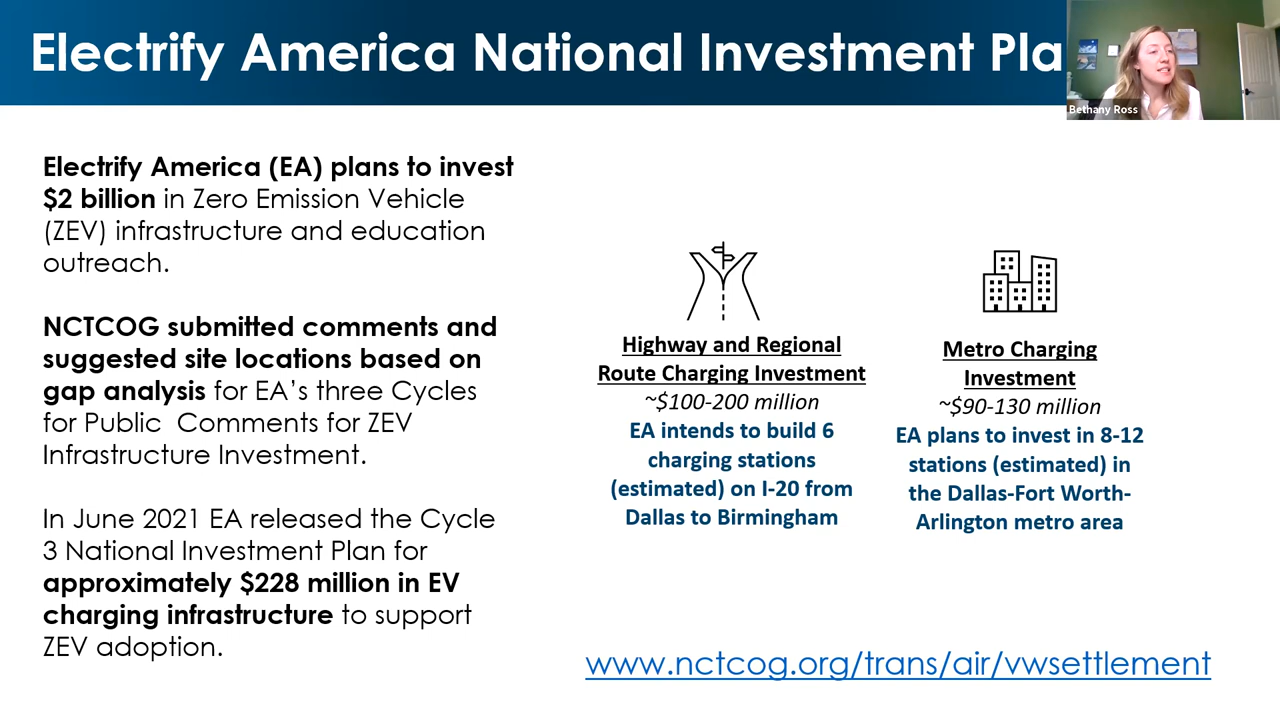 Electrify America National Investment Pla
Bethany Ross
Electrify America (EA) plans to invest
$2 billion in Zero Emission Vehicle
(ZEV) infrastructure and education
outreach.
NCTCOG submitted comments and
suggested site locations based on
gap analysis for EA’s three Cycles
for Public  Comments for ZEV
Infrastructure Investment.
In June 2021 EA released the Cycle
3 National Investment Plan for
approximately $228 million in EV
charging infrastructure to support
ZEV adoption.
Highway and Regional
Route Charging Investment
~$100-200 million
EA intends to build 6
charging stations
(estimated) on I-20 from
Dallas to Birmingham
Metro Charging
Investment
~$90-130 million
EA plans to invest in 8-12
stations (estimated) in
the Dallas-Fort Worth-
Arlington metro area
www.nctcog.org/trans/air/vwsettlement